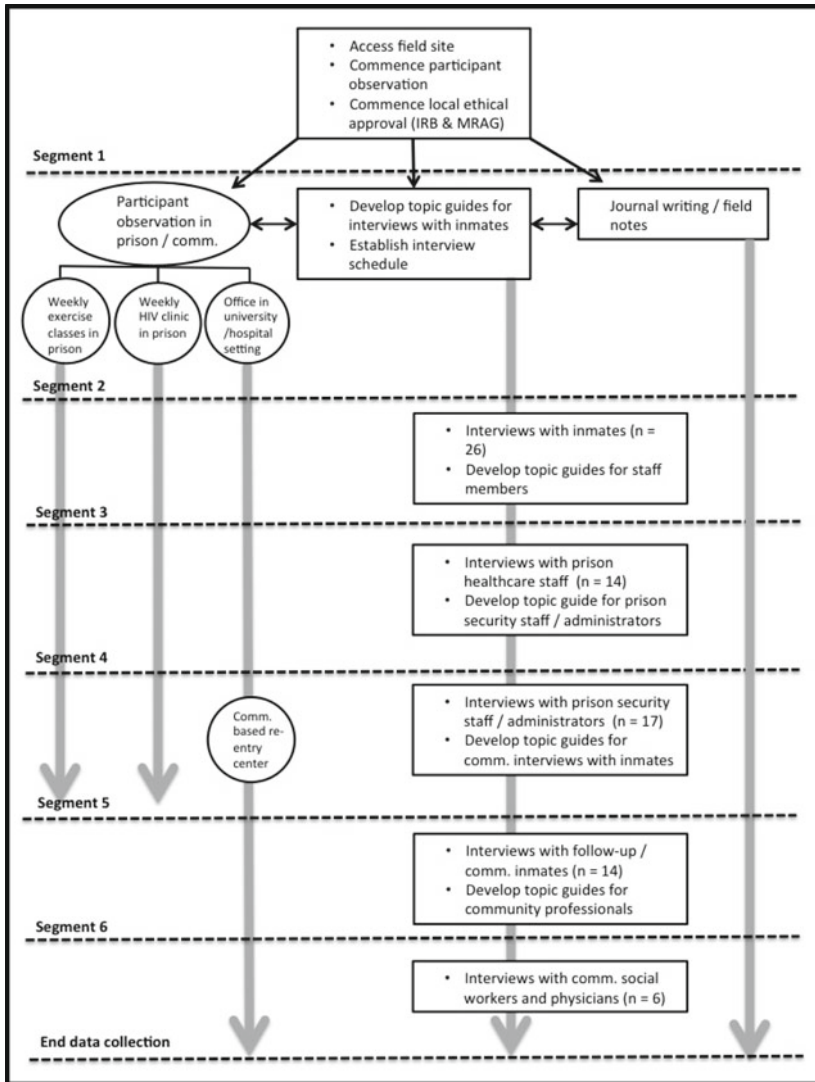 • Access field site
• Commence participant
observation
• Commence local ethical
approval (IRB & MRAG)
Segment 1
Participant
observation in
prison / comm.
• Develop topic guides for
interviews with inmates
• Establish interview
schedule
Journal writing / field
notes
Weekly
exercise
classes in
prison
Weekly
HIV clinic
in prison
Office in
university
/hospital
setting
Segment 2
• Interviews with inmates (n =
26)
• Develop topic guides for staff
members
Segment 3
• Interviews with prison
healthcare staff (n = 14)
• Develop topic guide for prison
security staff / administrators
Segment 4
Comm.
based re-
entry
center
• Interviews with prison security
staff / administrators (n = 17)
• Develop topic guides for
comm. interviews with inmates
Segment 5
• Interviews with follow-up /
comm. inmates (n = 14)
• Develop topic guides for
community professionals
Segment 6
• Interviews with comm. social
workers and physicians (n = 6)
End data collection